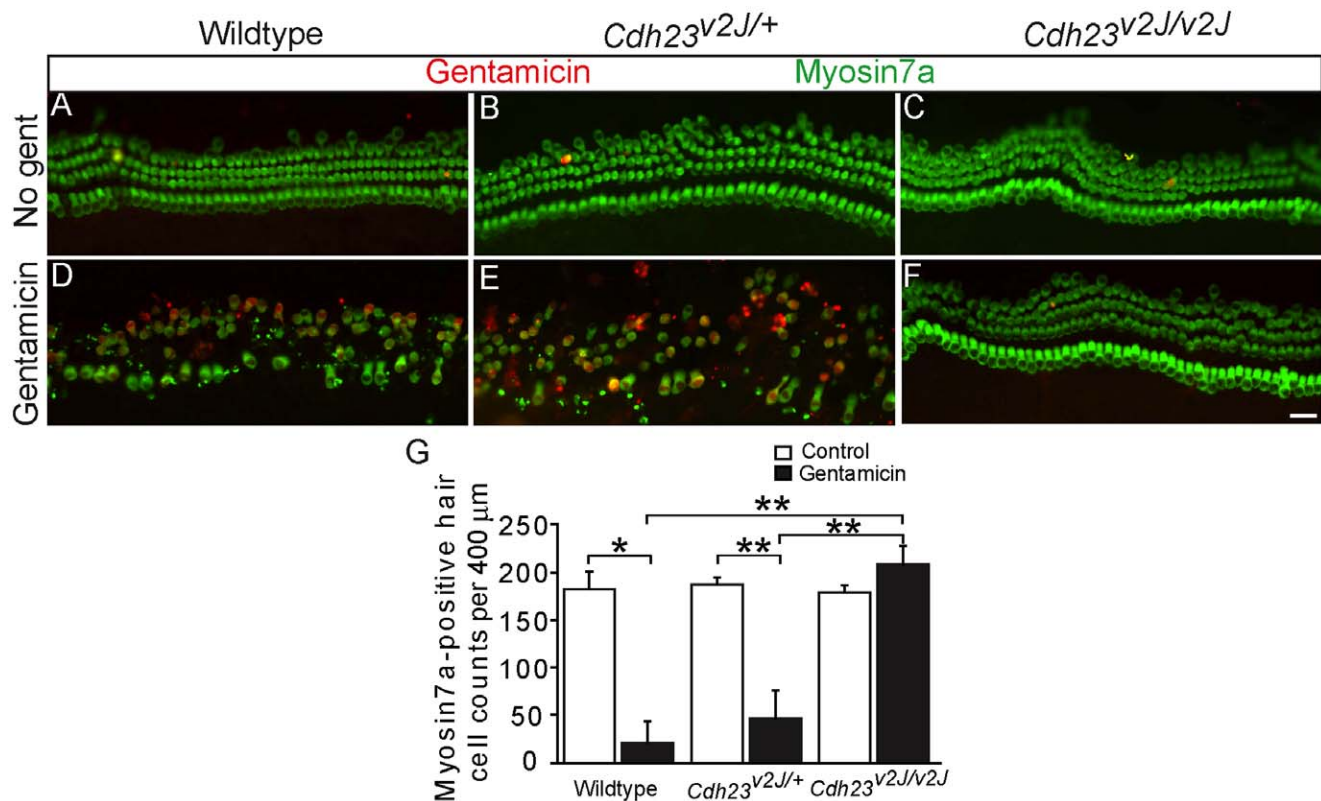 Wildtype Cdh23v2J/+ Cdh23v2J/v2J
Gentamicin Myosin7a
No gent
A B C
Gentamicin
D E F
G
Control
Gentamicin
Myosin7a-positive hair
cell counts per 400 μm
** 
**
* **
250
200
150
100
50
0
Wildtype Cdh23v2J/+ Cdh23v2J/v2J